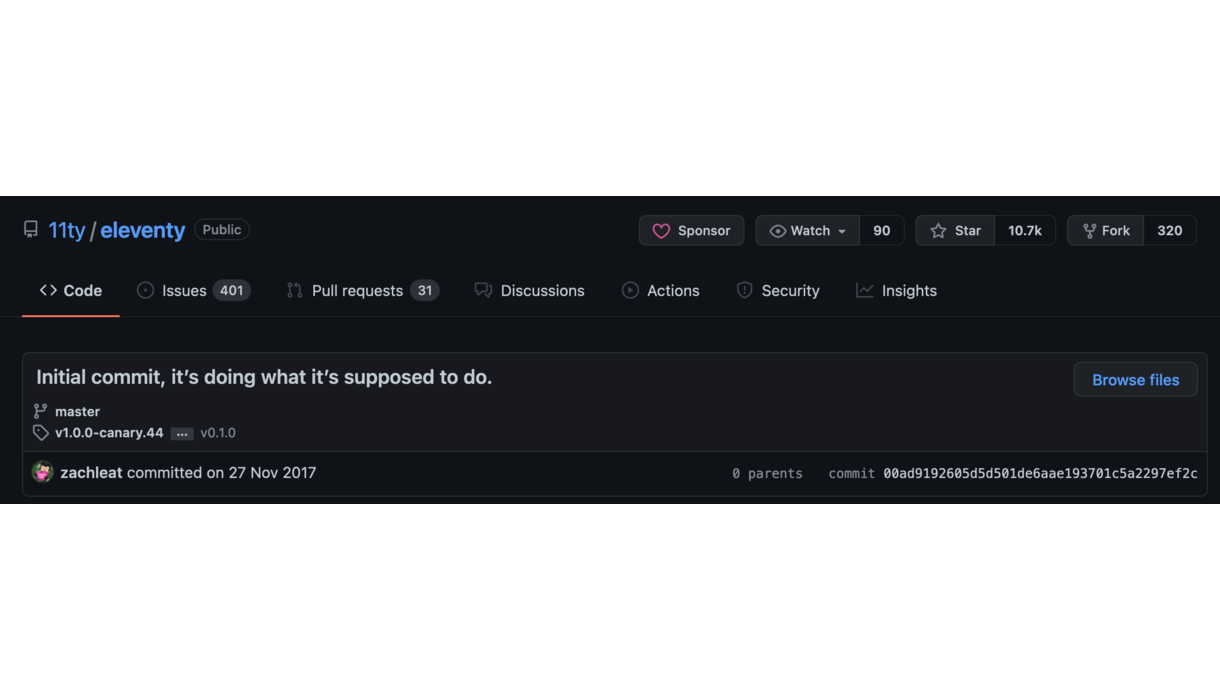 11ty / eleventy Public Sponsor Watch 90 Star 10.7k Fork 320
Code Issues 401 Pull requests 31 Discussions Actions Security Insights
Initial commit, it’s doing what it’s supposed to do. Browse files
master
v1.0.0-canary.44 ... v0.1.0
zachleat committed on 27 Nov 2017 0 parents commit 00ad9192605d5d501de6aae193701c5a2297ef2c